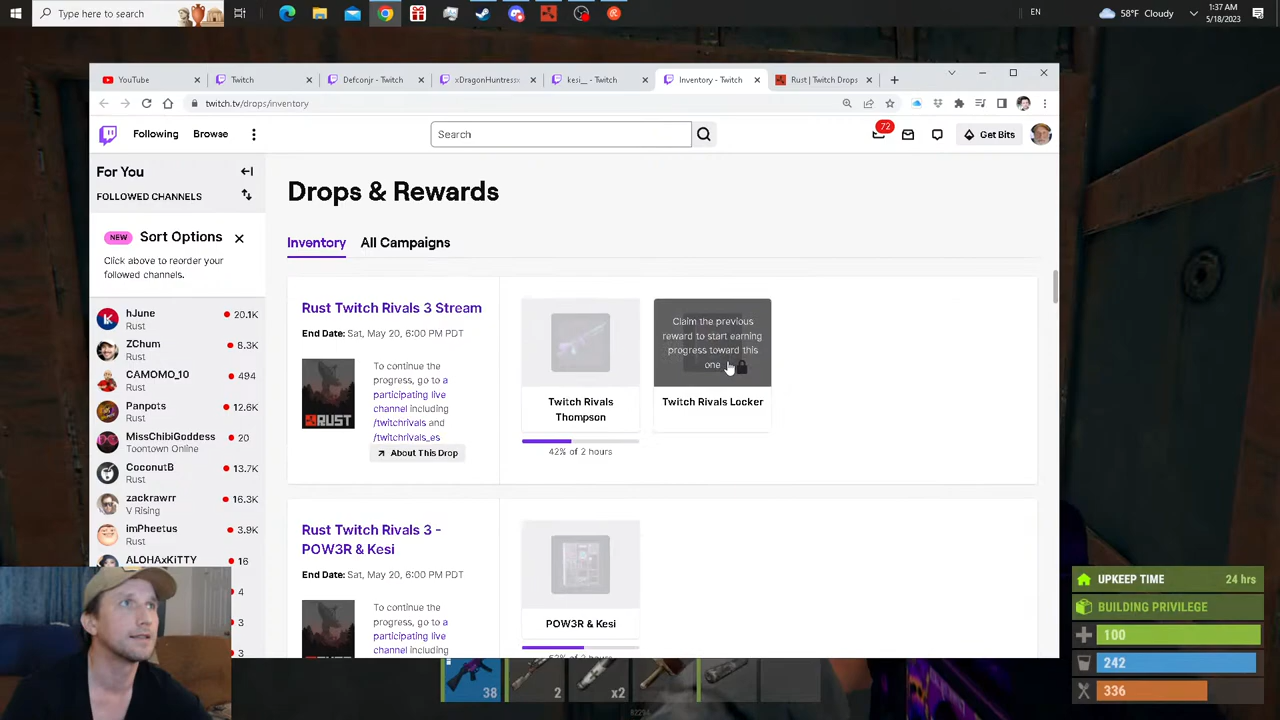 Type here to search
EN
58°F Cloudy
1:37 AM
5/18/2023
YouTube
Twitch
Defconjr - Twitch
xDragonHuntress
kesi__ - Twitch
Inventory - Twitch
Rust | Twitch Drops
twitch.tv/drops/inventory
Following
Browse
Search
72
Get Bits
For You
FOLLOWED CHANNELS
NEW
Sort Options
Click above to reorder your
followed channels.
hJune
20.1K
Rust
ZChum
8.3K
Rust
CAMOMO_10
494
Rust
Panpots
12.6K
Rust
MissChibiGoddess
20
Toontown Online
CoconutB
13.7K
Rust
zackrawrr
16.3K
V Rising
imPheetus
3.9K
Rust
ALOHAxKiTTY
16
4
3
3
Drops & Rewards
Inventory
All Campaigns
Rust Twitch Rivals 3 Stream
End Date: Sat, May 20, 6:00 PM PDT
RUST
To continue the
progress, go to a
participating live
channel including
/twitchrivals and
/twitchrivals_es
About This Drop
Twitch Rivals
Thompson
42% of 2 hours
Claim the previous
reward to start earning
progress toward this
one
Twitch Rivals Locker
Rust Twitch Rivals 3 -
POW3R & Kesi
End Date: Sat, May 20, 6:00 PM PDT
To continue the
progress, go to a
participating live
channel including
POW3R & Kesi
UPKEEP TIME
24 hrs
BUILDING PRIVILEGE
100
242
336
38
2
x2